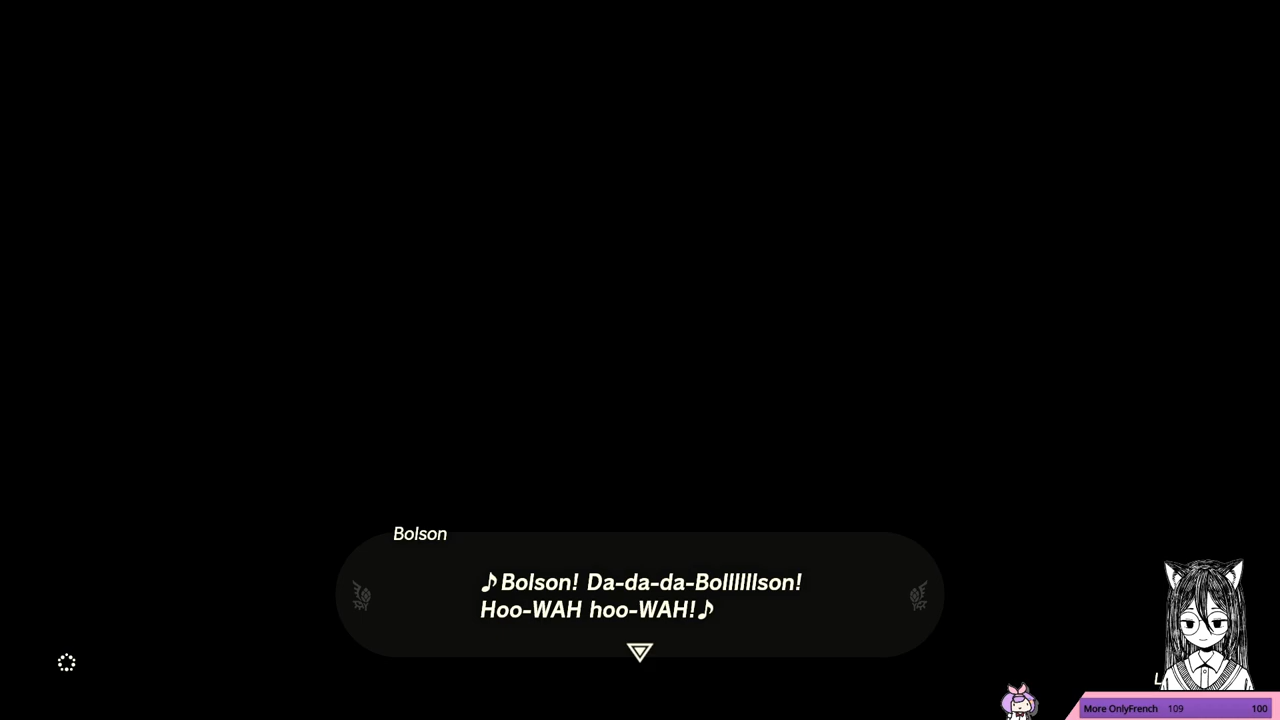 Bolson
♪Bolson! Da-da-da-Bollllllson!
Hoo-WAH hoo-WAH!♪
L
More OnlyFrench 109 100